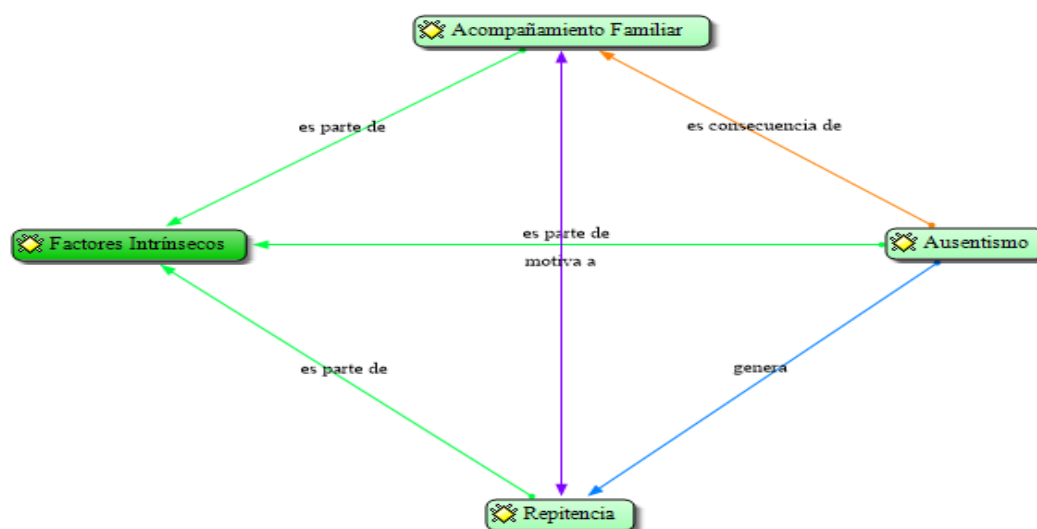 Acompañamiento Familiar
es parte de
es consecuencia de
Factores Intrínsecos
es parte de
motiva a
Ausentismo
es parte de
genera
Repitencia